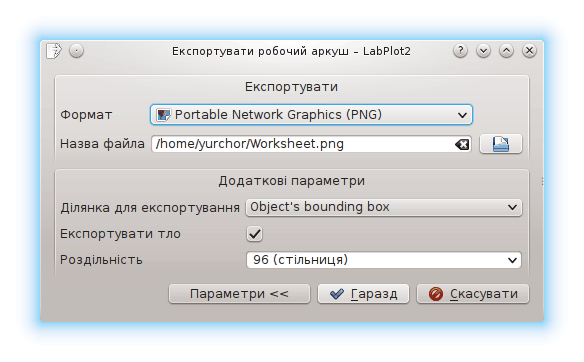 Експортувати робочий аркуш – LabPlot2
Експортувати
Формат Portable Network Graphics (PNG)
Назва файла /home/yurchor/Worksheet.png
Додаткові параметри
Ділянка для експортування Object's bounding box
Експортувати тло
Роздільність 96 (стільниця)
Параметри << Гаразд Скасувати